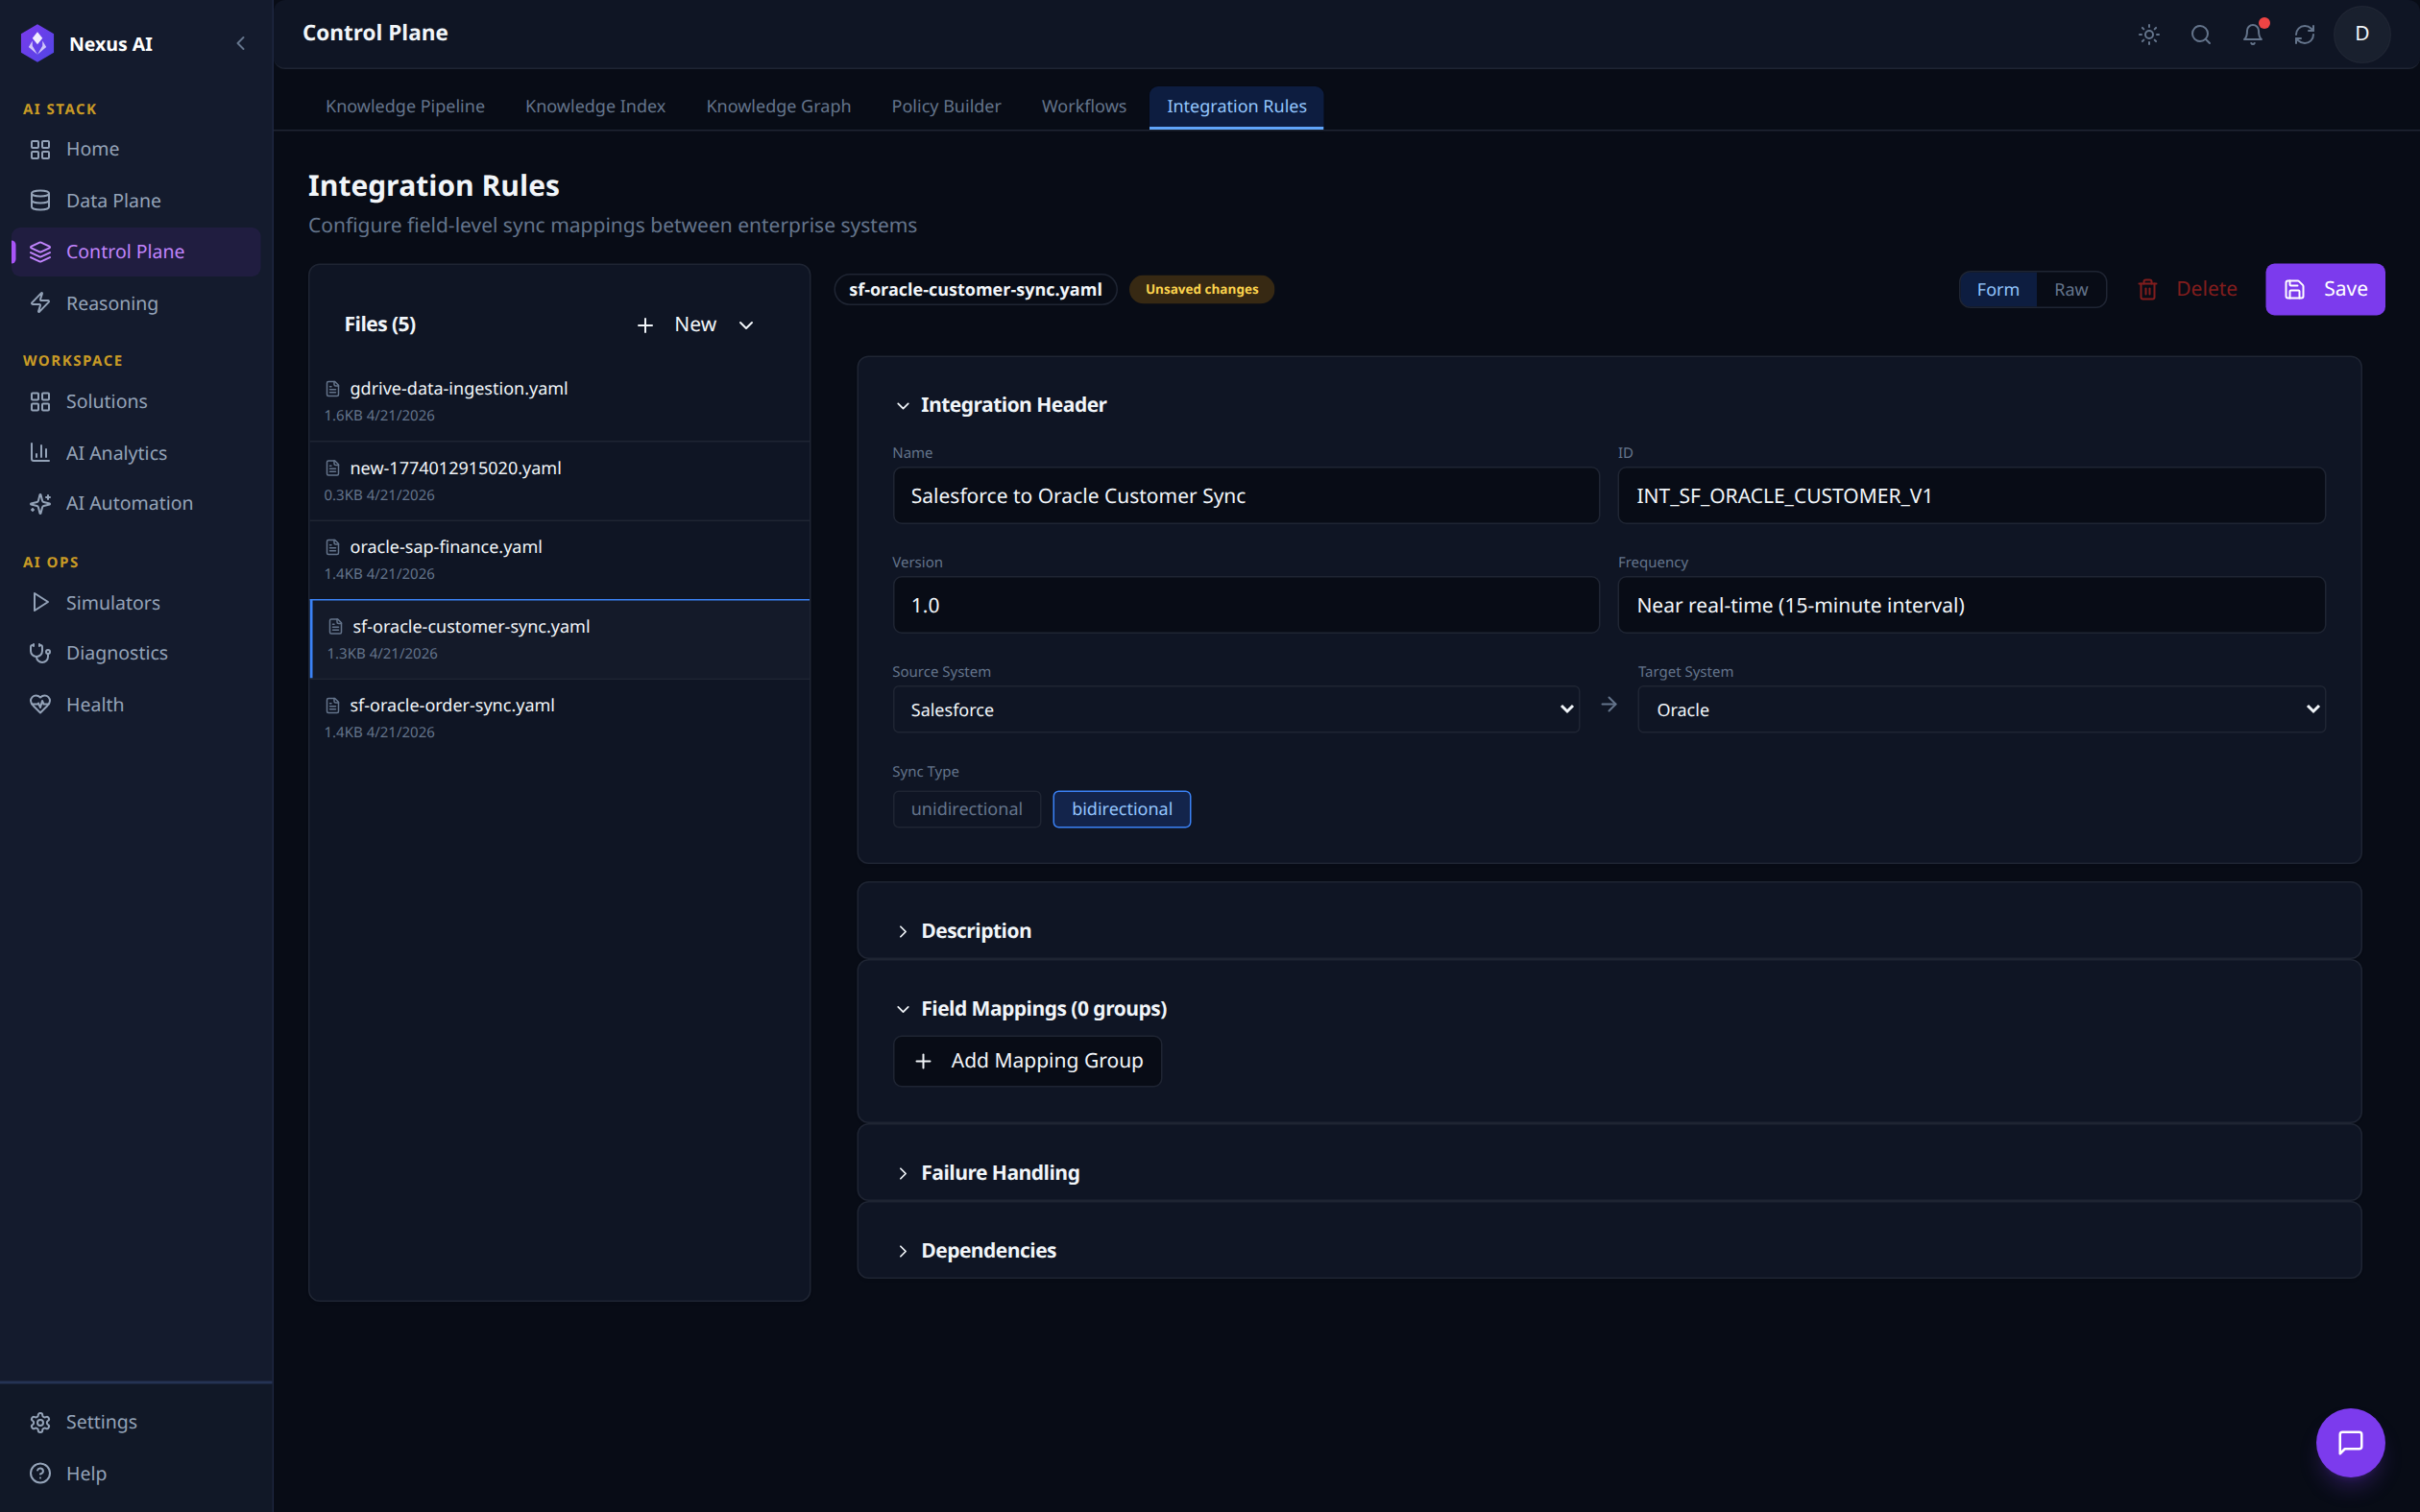 Nexus AI
AI STACK
Home
Data Plane
Control Plane
Reasoning
WORKSPACE
Solutions
AI Analytics
AI Automation
AI OPS
Simulators
Diagnostics
Health
Settings
Help
Control Plane
D
Knowledge Pipeline Knowledge Index Knowledge Graph Policy Builder Workflows Integration Rules
Integration Rules
Configure field-level sync mappings between enterprise systems
Files (5) New
gdrive-data-ingestion.yaml
1.6KB 4/21/2026
new-1774012915020.yaml
0.3KB 4/21/2026
oracle-sap-finance.yaml
1.4KB 4/21/2026
sf-oracle-customer-sync.yaml
1.3KB 4/21/2026
sf-oracle-order-sync.yaml
1.4KB 4/21/2026
sf-oracle-customer-sync.yaml Unsaved changes Form Raw Delete Save
Integration Header
Name ID
Salesforce to Oracle Customer Sync INT_SF_ORACLE_CUSTOMER_V1
Version Frequency
1.0 Near real-time (15-minute interval)
Source System Target System
Salesforce Oracle
Sync Type
unidirectional bidirectional
Description
Field Mappings (0 groups)
Add Mapping Group
Failure Handling
Dependencies